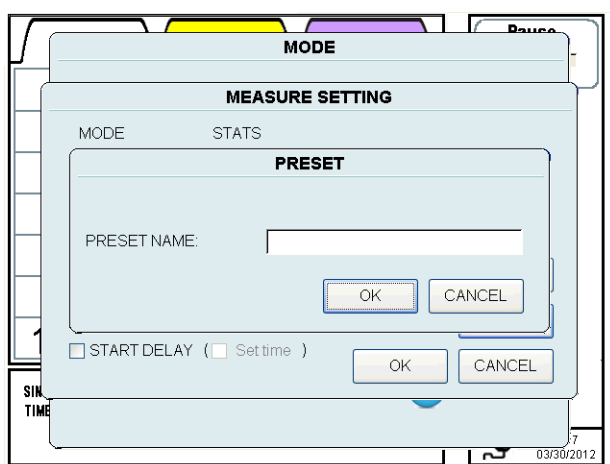 MODE
MEASURE SETTING
MODE STATS
PRESET
PRESET NAME:
OK CANCEL
START DELAY ( Set time )
OK CANCEL
TIME
03/30/2012